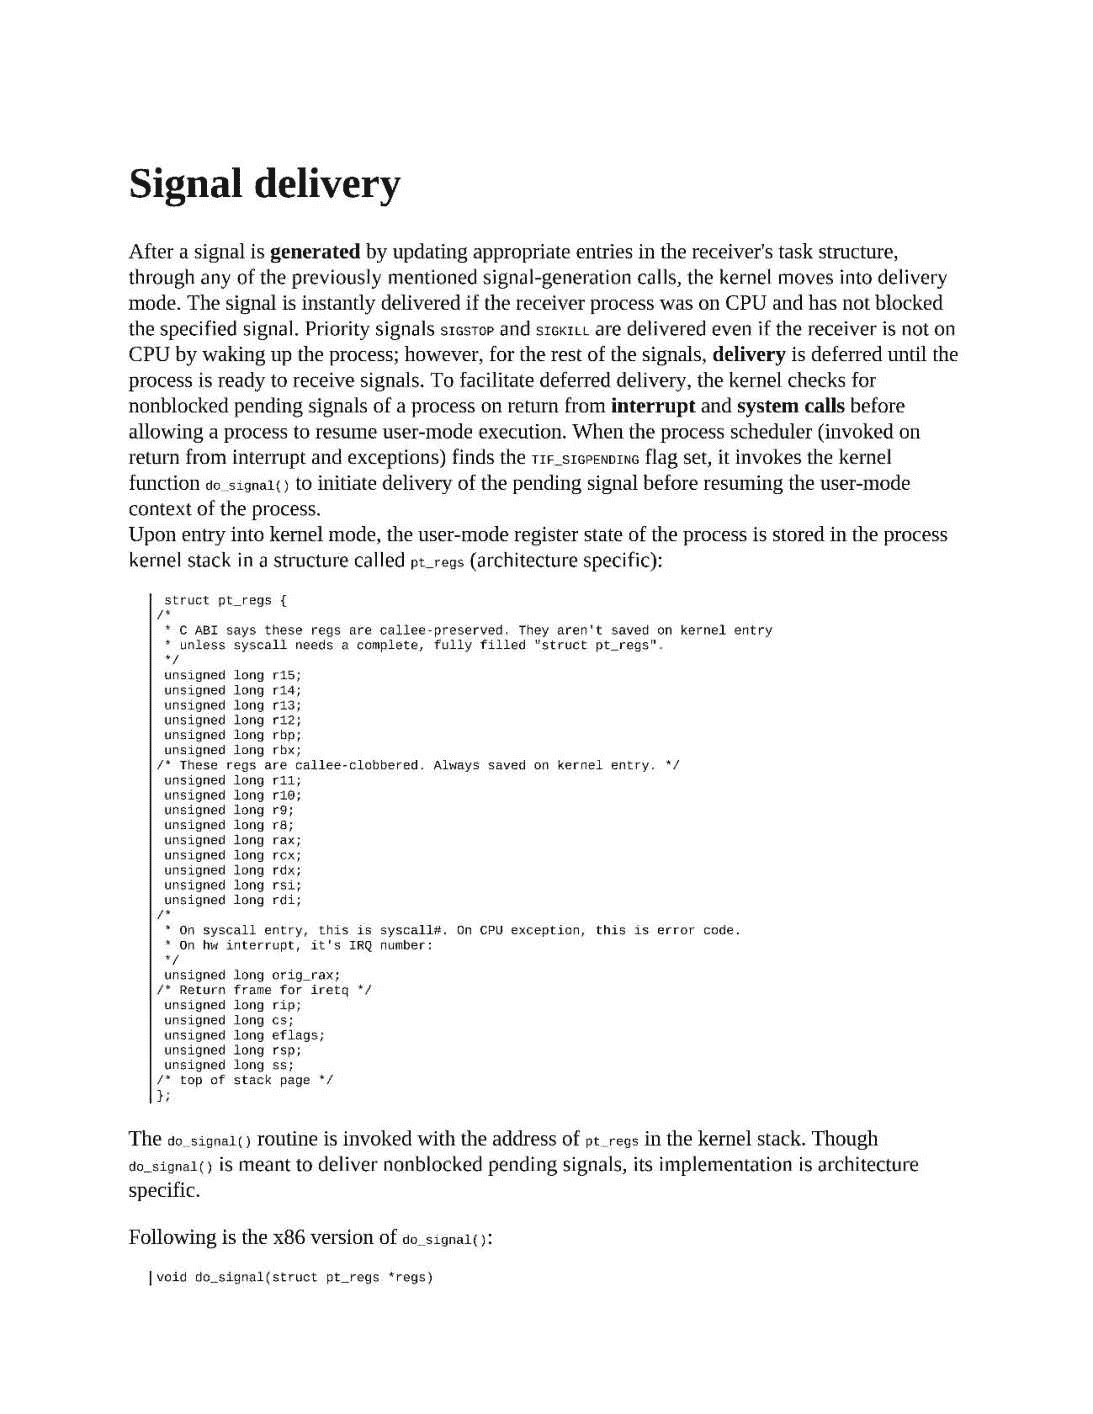 Signal delivery
After a signal is generated by updating appropriate entries in the receiver's task structure,
through any of the previously mentioned signal-generation calls, the kernel moves into delivery
mode. The signal is instantly delivered if the receiver process was on CPU and has not blocked
the specified signal. Priority signals SIGSTOP and SIGKILL are delivered even if the receiver is not on
CPU by waking up the process; however, for the rest of the signals, delivery is deferred until the
process is ready to receive signals. To facilitate deferred delivery, the kernel checks for
nonblocked pending signals of a process on return from interrupt and system calls before
allowing a process to resume user-mode execution. When the process scheduler (invoked on
return from interrupt and exceptions) finds the TIF_SIGPENDING flag set, it invokes the kernel
function do_signal() to initiate delivery of the pending signal before resuming the user-mode
context of the process.
Upon entry into kernel mode, the user-mode register state of the process is stored in the process
kernel stack in a structure called pt_regs (architecture specific):
struct pt_regs {
/*
* C ABI says these regs are callee-preserved. They aren't saved on kernel entry
* unless syscall needs a complete, fully filled "struct pt_regs".
*/
unsigned long r15;
unsigned long r14;
unsigned long r13;
unsigned long r12;
unsigned long rbp;
unsigned long rbx;
/* These regs are callee-clobbered. Always saved on kernel entry. */
unsigned long r11;
unsigned long r10;
unsigned long r9;
unsigned long r8;
unsigned long rax;
unsigned long rcx;
unsigned long rdx;
unsigned long rsi;
unsigned long rdi;
/*
* On syscall entry, this is syscall#. On CPU exception, this is error code.
* On hw interrupt, it's IRQ number:
*/
unsigned long orig_rax;
/* Return frame for iretq */
unsigned long rip;
unsigned long cs;
unsigned long eflags;
unsigned long rsp;
unsigned long ss;
/* top of stack page */
};
The do_signal() routine is invoked with the address of pt_regs in the kernel stack. Though
do_signal() is meant to deliver nonblocked pending signals, its implementation is architecture
specific.
Following is the x86 version of do_signal():
void do_signal(struct pt_regs *regs)